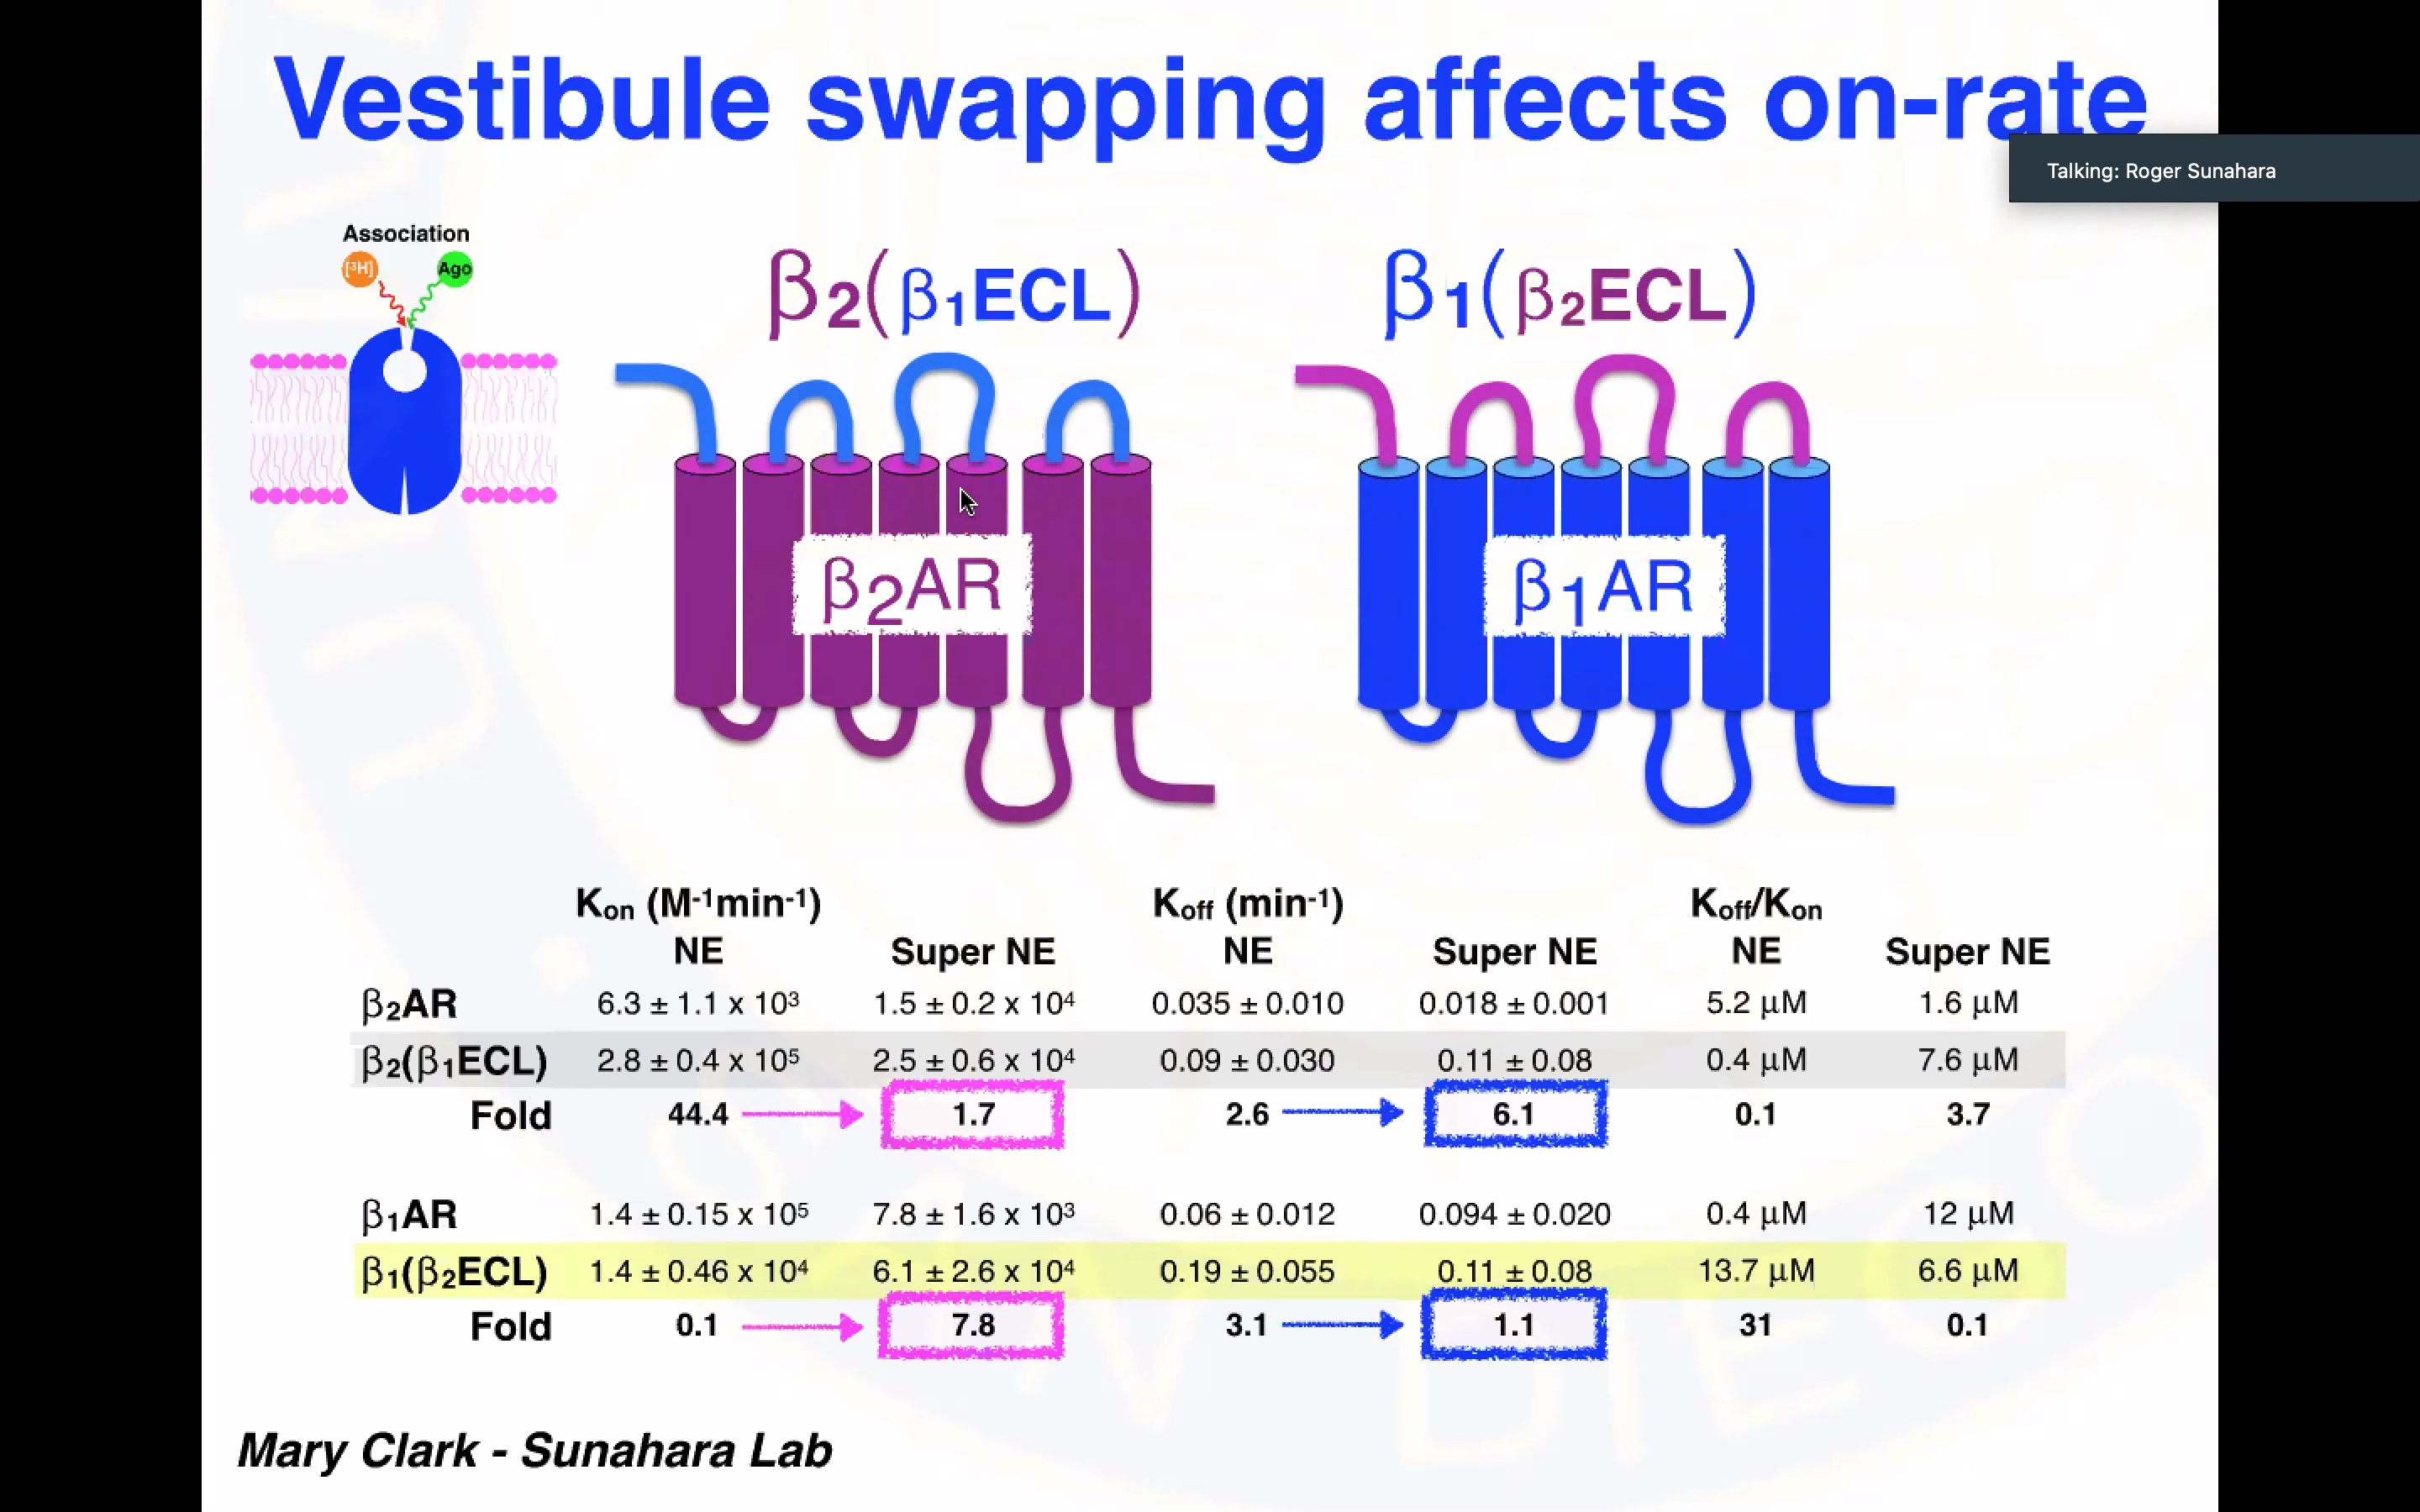 Vestibule swapping affects on-rate
Talking: Roger Sunahara
Association
[³H] Ago
β₂(β₁ECL) β₁(β₂ECL)
β₂AR β₁AR
Kon (M-1min-1) Koff (min-1) Koff/Kon
NE Super NE NE Super NE NE Super NE
β₂AR 6.3 ± 1.1 x 10³ 1.5 ± 0.2 x 10⁴ 0.035 ± 0.010 0.018 ± 0.001 5.2 μM 1.6 μM
β₂(β₁ECL) 2.8 ± 0.4 x 10⁵ 2.5 ± 0.6 x 10⁴ 0.09 ± 0.030 0.11 ± 0.08 0.4 μM 7.6 μM
Fold 44.4 1.7 2.6 6.1 0.1 3.7
β₁AR 1.4 ± 0.15 x 10⁵ 7.8 ± 1.6 x 10³ 0.06 ± 0.012 0.094 ± 0.020 0.4 μM 12 μM
β₁(β₂ECL) 1.4 ± 0.46 x 10⁴ 6.1 ± 2.6 x 10⁴ 0.19 ± 0.055 0.11 ± 0.08 13.7 μM 6.6 μM
Fold 0.1 7.8 3.1 1.1 31 0.1
Mary Clark - Sunahara Lab